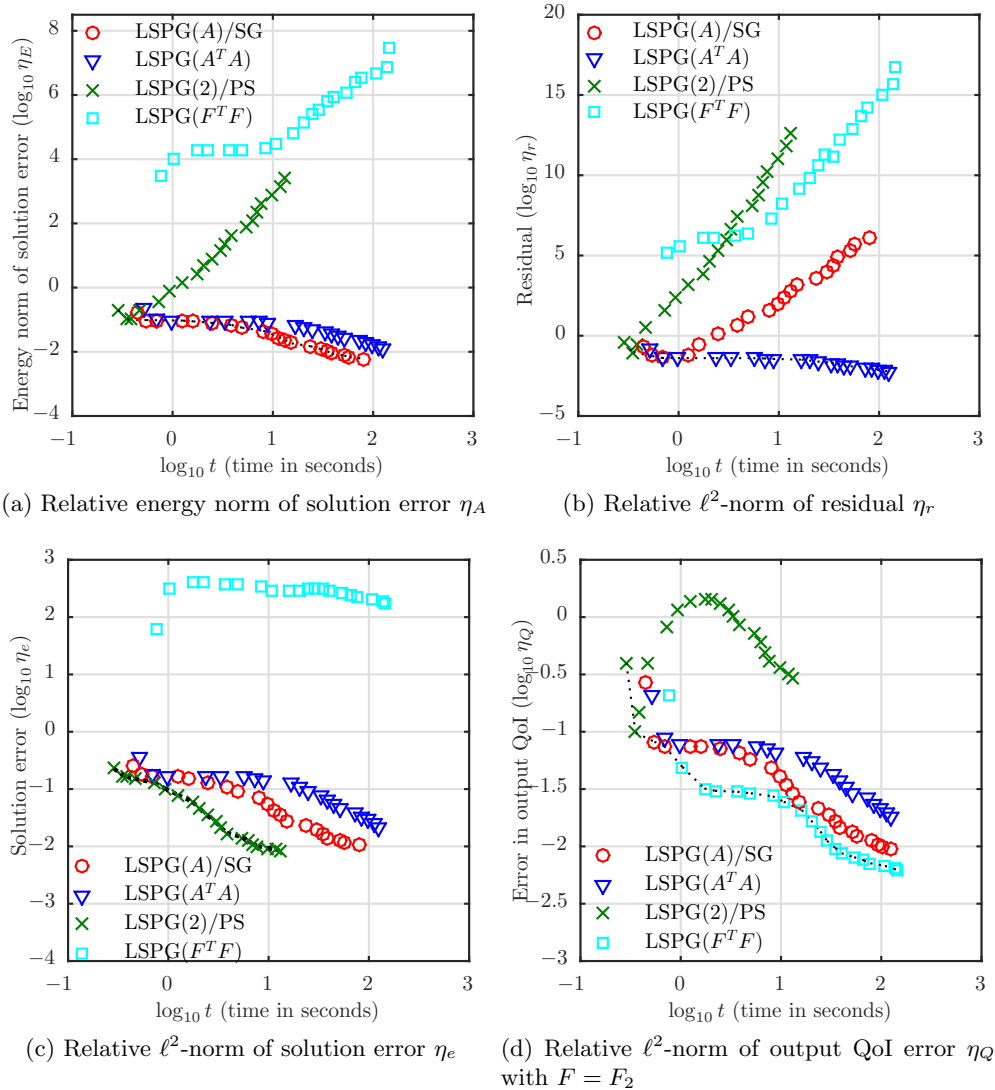 8
6
4
2
0
−2
−4
Energy norm of solution error (log10 ηE)
LSPG(A)/SG
LSPG(A^T A)
LSPG(2)/PS
LSPG(F^T F)
−1 0 1 2 3
log10 t (time in seconds)
(a) Relative energy norm of solution error ηA
20
15
10
5
0
−5
Residual (log10 ηr)
LSPG(A)/SG
LSPG(A^T A)
LSPG(2)/PS
LSPG(F^T F)
−1 0 1 2 3
log10 t (time in seconds)
(b) Relative ℓ²-norm of residual ηr
3
2
1
0
−1
−2
−3
−4
Solution error (log10 ηe)
LSPG(A)/SG
LSPG(A^T A)
LSPG(2)/PS
LSPG(F^T F)
−1 0 1 2 3
log10 t (time in seconds)
(c) Relative ℓ²-norm of solution error ηe
0.5
0
−0.5
−1
−1.5
−2
−2.5
−3
Error in output QoI (log10 ηQ)
LSPG(A)/SG
LSPG(A^T A)
LSPG(2)/PS
LSPG(F^T F)
−1 0 1 2 3
log10 t (time in seconds)
(d) Relative ℓ²-norm of output QoI error ηQ
with F = F2